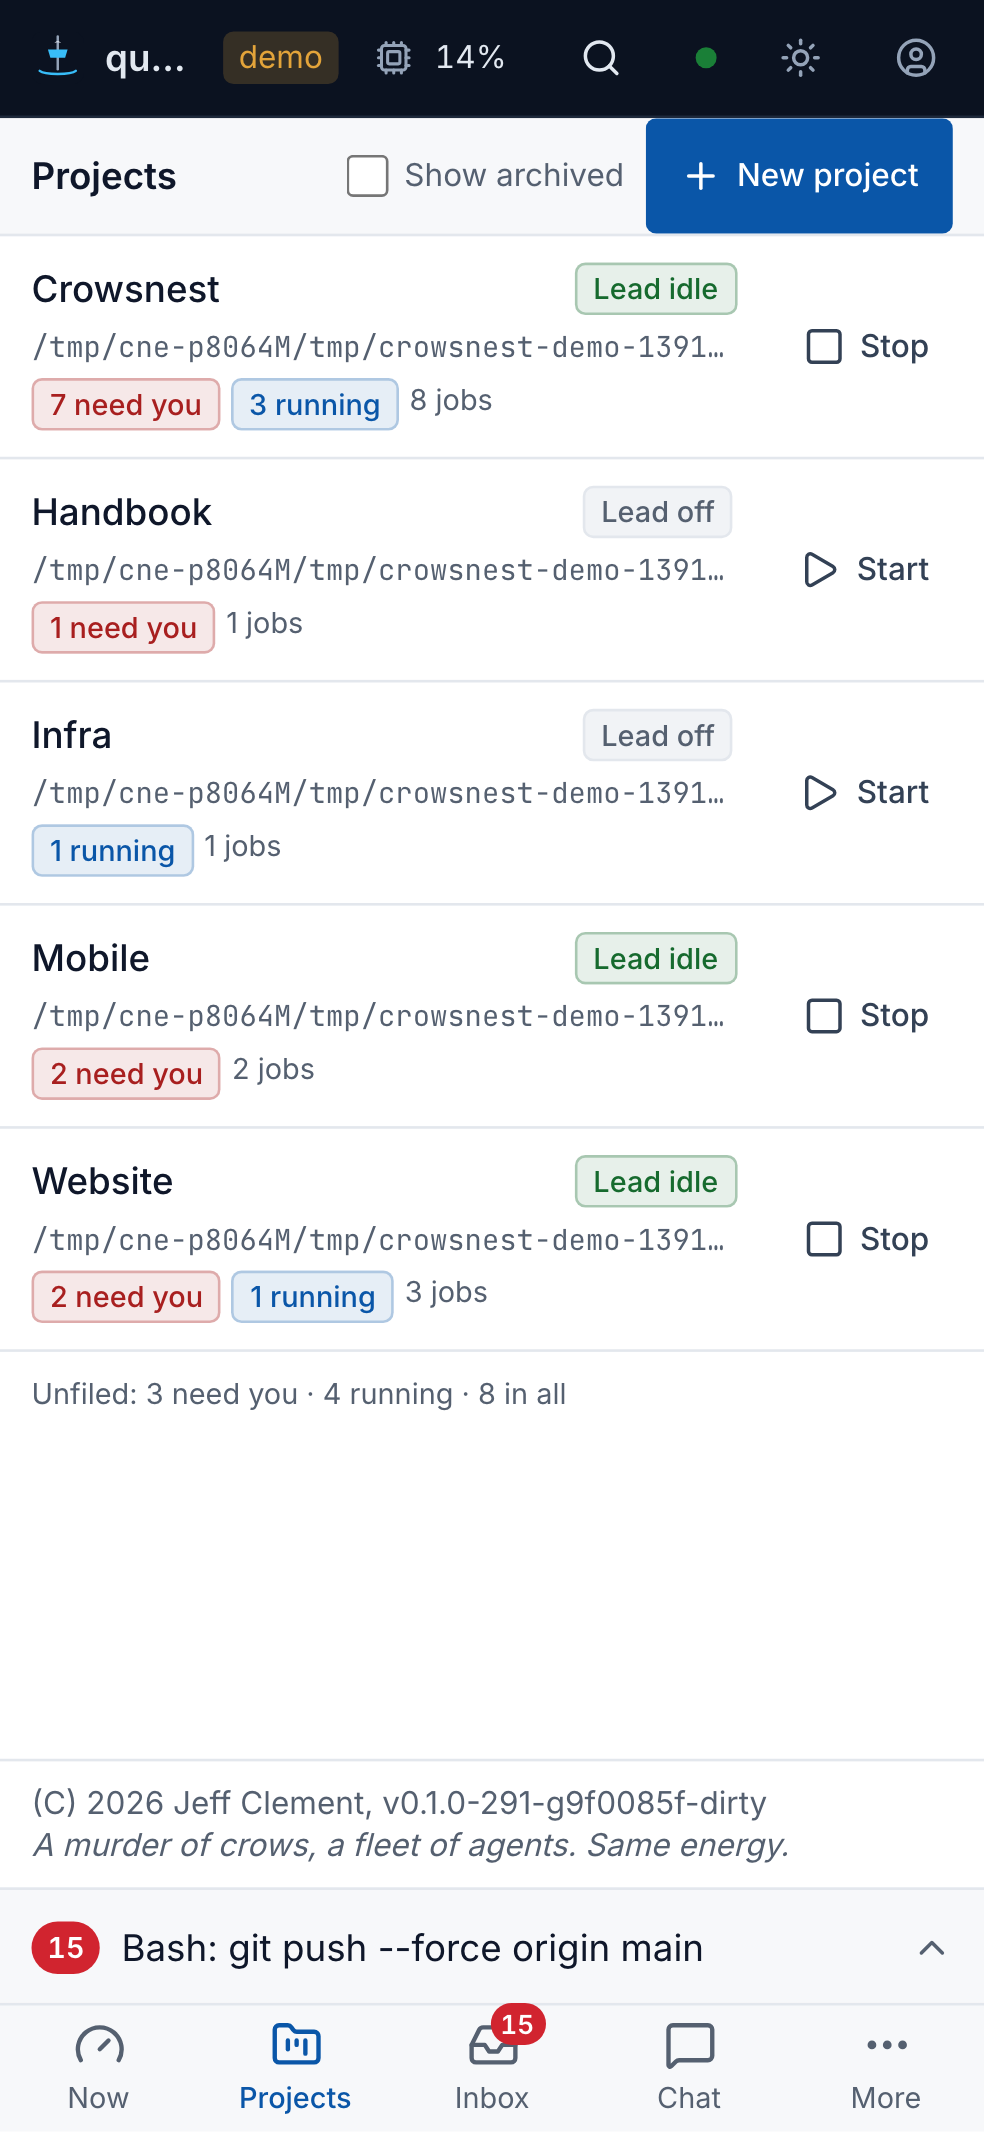 qu... demo 14%
Projects Show archived New project
Crowsnest Lead idle
/tmp/cne-p8064M/tmp/crowsnest-demo-1391… Stop
7 need you 3 running 8 jobs
Handbook Lead off
/tmp/cne-p8064M/tmp/crowsnest-demo-1391… Start
1 need you 1 jobs
Infra Lead off
/tmp/cne-p8064M/tmp/crowsnest-demo-1391… Start
1 running 1 jobs
Mobile Lead idle
/tmp/cne-p8064M/tmp/crowsnest-demo-1391… Stop
2 need you 2 jobs
Website Lead idle
/tmp/cne-p8064M/tmp/crowsnest-demo-1391… Stop
2 need you 1 running 3 jobs
Unfiled: 3 need you · 4 running · 8 in all
(C) 2026 Jeff Clement, v0.1.0-291-g9f0085f-dirty
A murder of crows, a fleet of agents. Same energy.
15 Bash: git push --force origin main
15
Now Projects Inbox Chat More